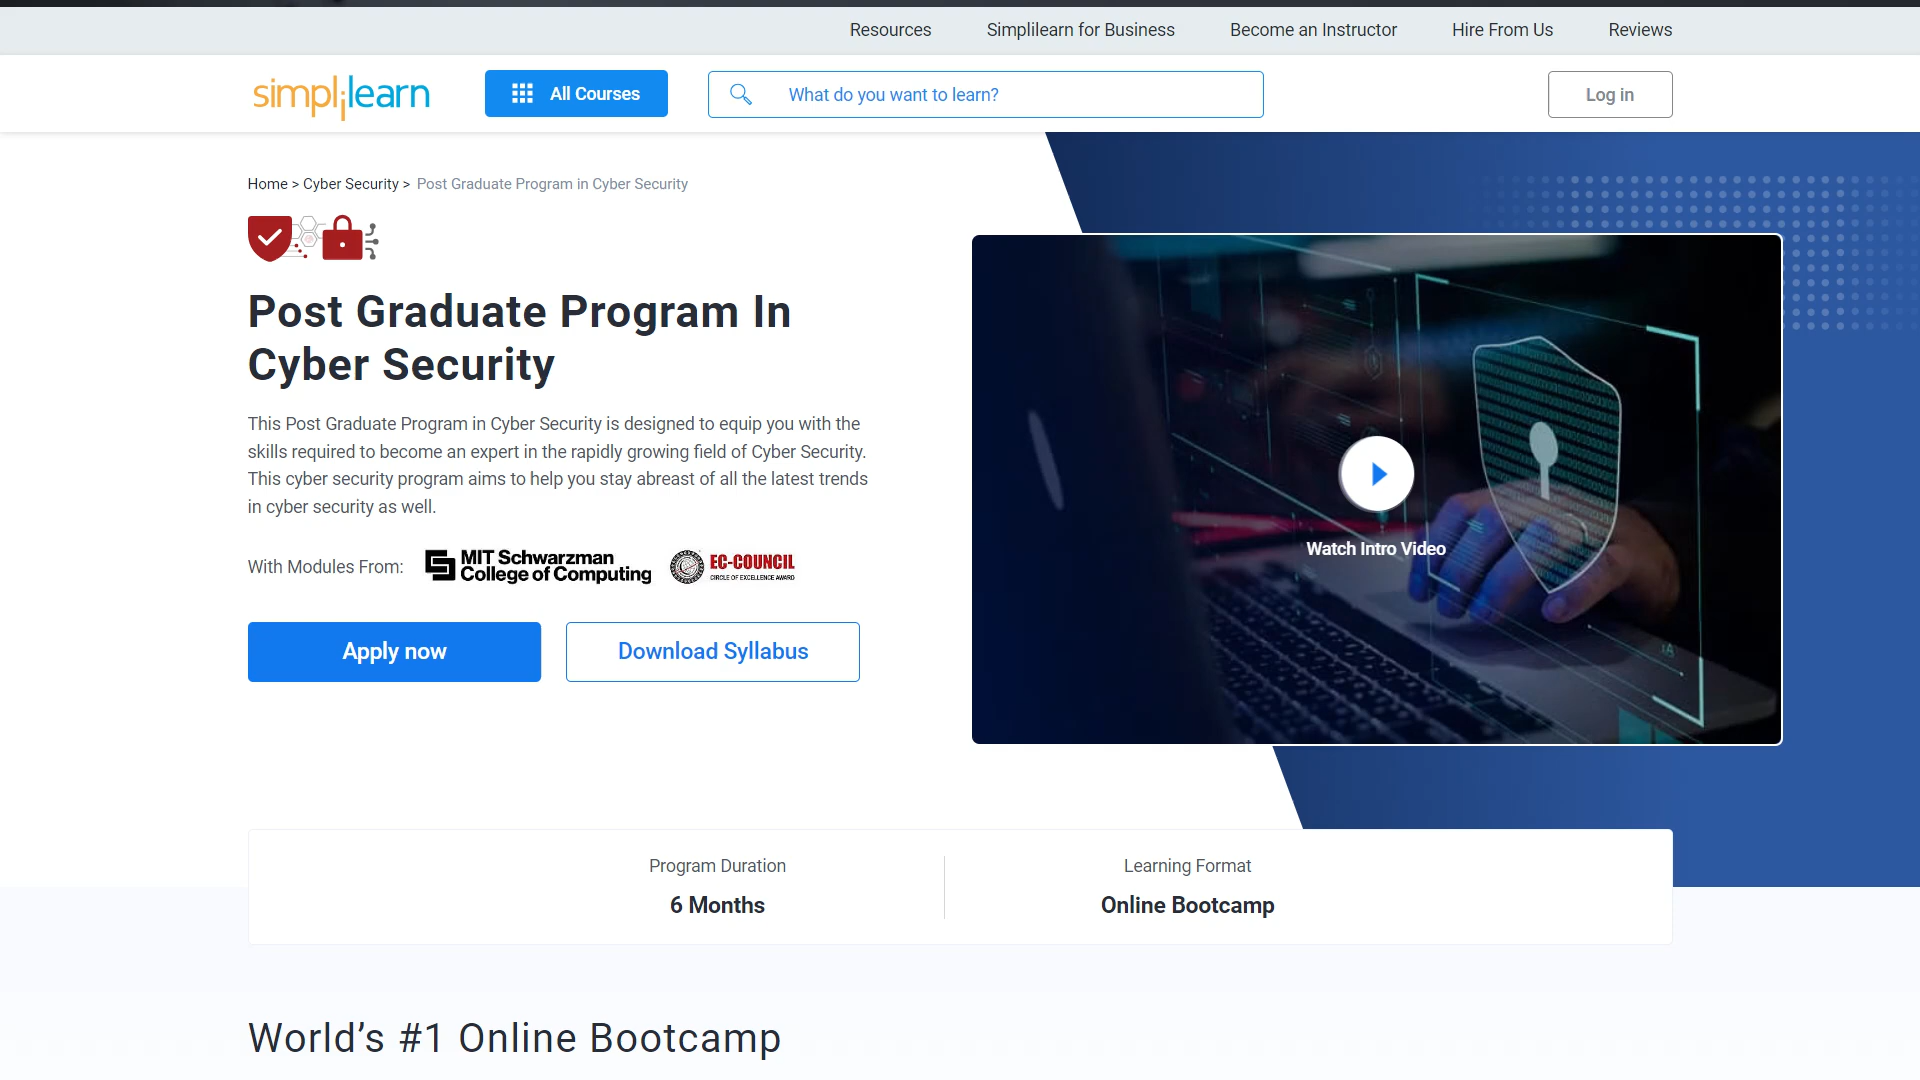 Resources Simplilearn for Business Become an Instructor Hire From Us Reviews
simplilearn All Courses What do you want to learn? Log in
Home > Cyber Security > Post Graduate Program in Cyber Security
Post Graduate Program In
Cyber Security
This Post Graduate Program in Cyber Security is designed to equip you with the
skills required to become an expert in the rapidly growing field of Cyber Security.
This cyber security program aims to help you stay abreast of all the latest trends
in cyber security as well.
With Modules From: MIT Schwarzman
College of Computing
EC-COUNCIL
CIRCLE OF EXCELLENCE AWARD
Apply now Download Syllabus
Watch Intro Video
Program Duration
6 Months
Learning Format
Online Bootcamp
World’s #1 Online Bootcamp